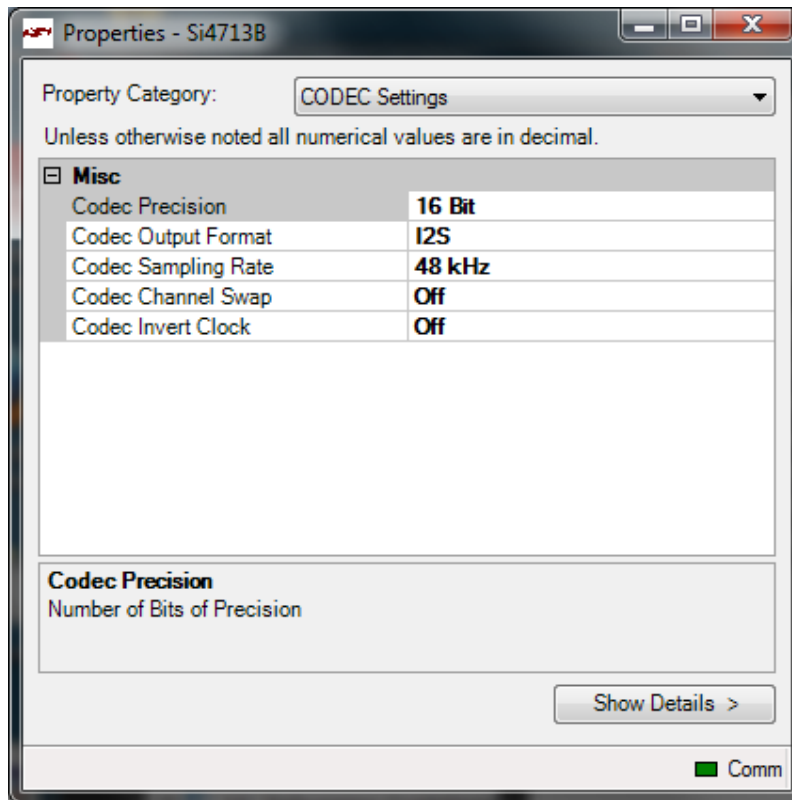 Properties - Si4713B
Property Category: CODEC Settings
Unless otherwise noted all numerical values are in decimal.
Misc
Codec Precision 16 Bit
Codec Output Format I2S
Codec Sampling Rate 48 kHz
Codec Channel Swap Off
Codec Invert Clock Off
Codec Precision
Number of Bits of Precision
Show Details >
Comm